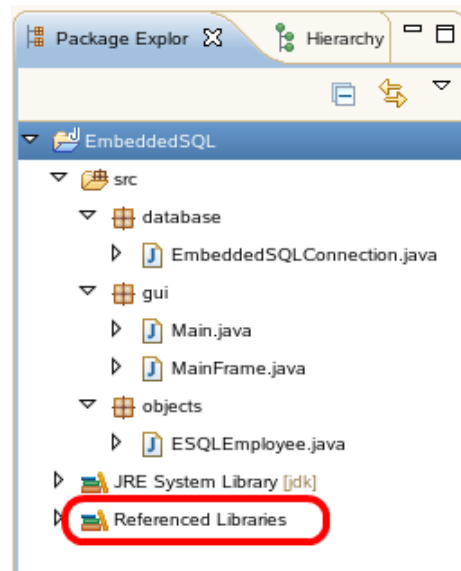 Package Explor
Hierarchy
EmbeddedSQL
src
database
EmbeddedSQLConnection.java
gui
Main.java
MainFrame.java
objects
ESQLEmployee.java
JRE System Library [jdk]
Referenced Libraries